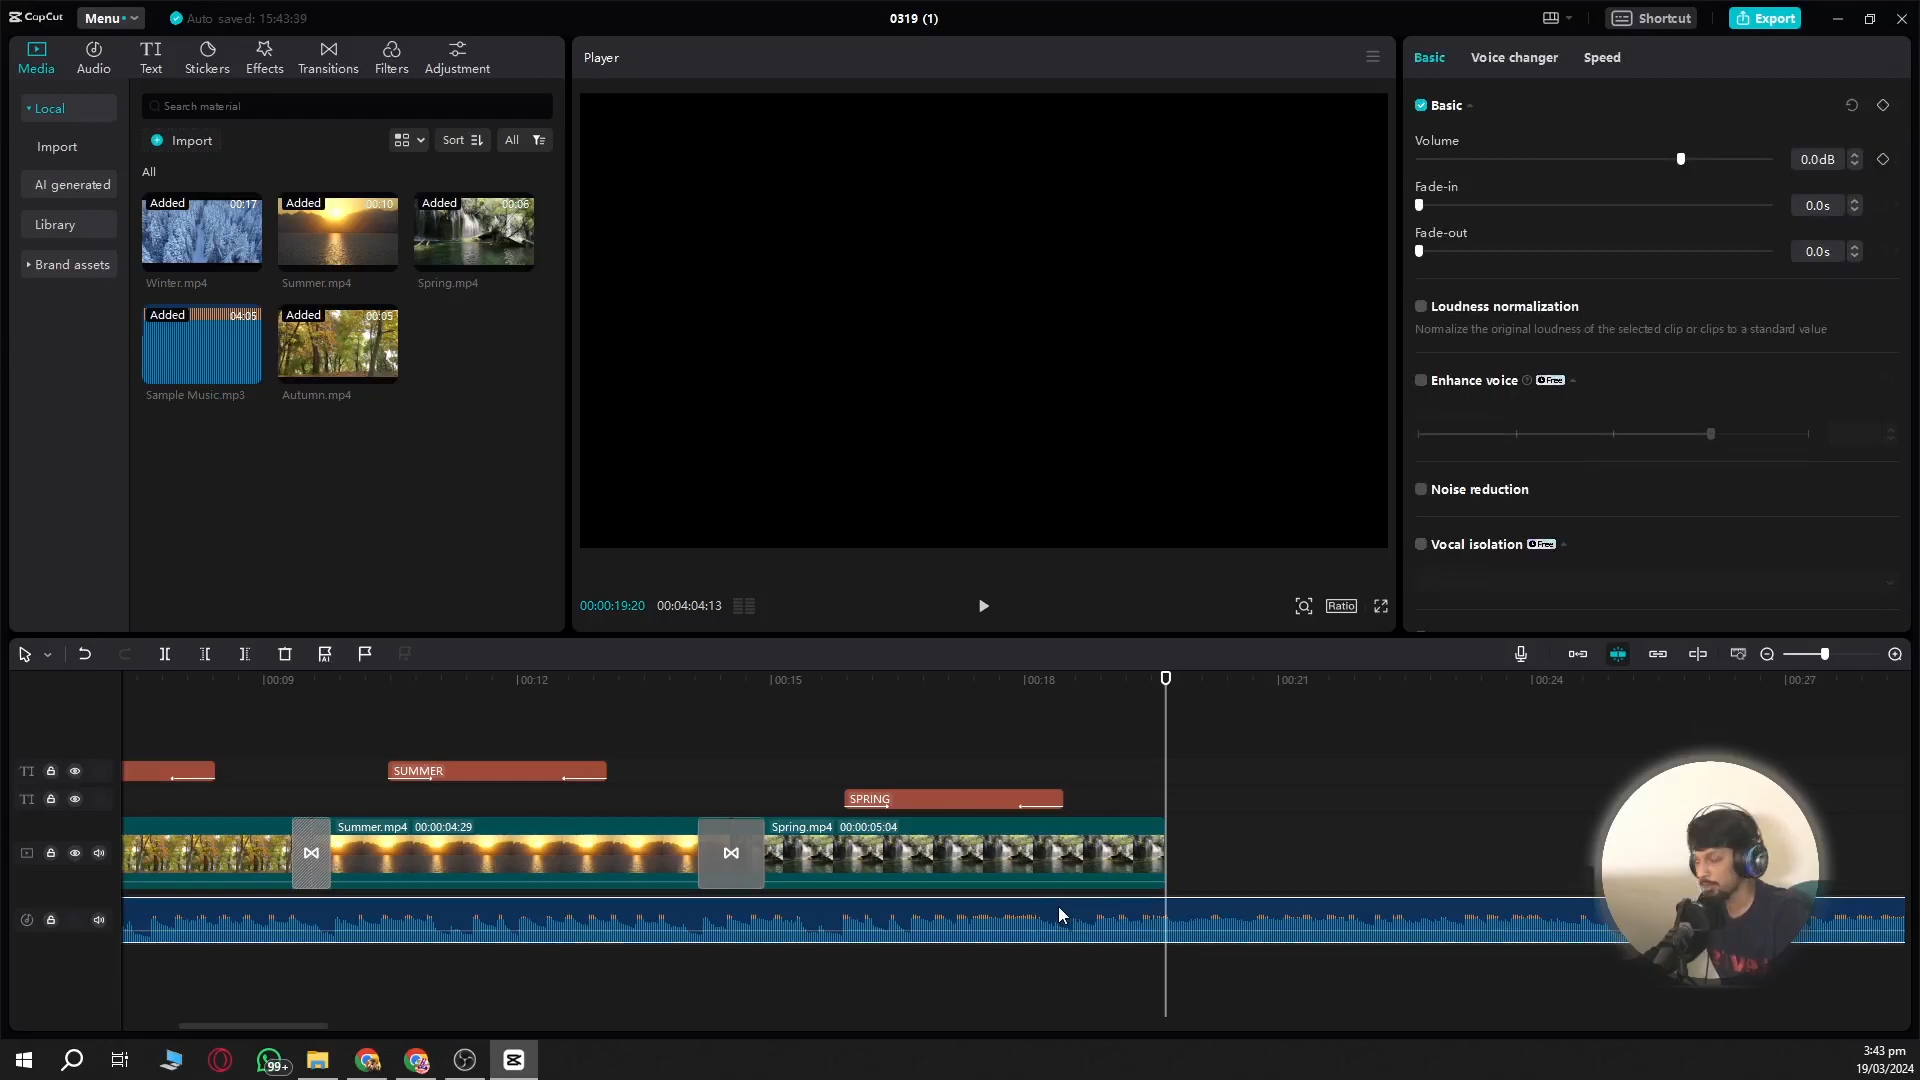 CapCut
Menu
Auto saved: 15:43:39
0319 (1)
Shortcut
Export
Media
Audio
Text
Stickers
Effects
Transitions
Filters
Adjustment
Player
Basic
Voice changer
Speed
Local
Import
AI generated
Library
Brand assets
Search material
Import
Sort
All
All
Added
00:17
Added
00:10
Added
00:06
Winter.mp4
Summer.mp4
Spring.mp4
Added
04:05
Added
00:05
Sample Music.mp3
Autumn.mp4
Basic
Volume
0.0dB
Fade-in
0.0s
Fade-out
0.0s
Loudness normalization
Normalize the original loudness of the selected clip or clips to a standard value
Enhance voice
Free
Noise reduction
Vocal isolation
Free
00:00:19:20
00:04:04:13
Ratio
00:09
00:12
00:15
00:18
00:21
00:24
00:27
SUMMER
SPRING
Summer.mp4 00:00:04:29
Spring.mp4 00:00:05:04
99+
3:43 pm
19/03/2024